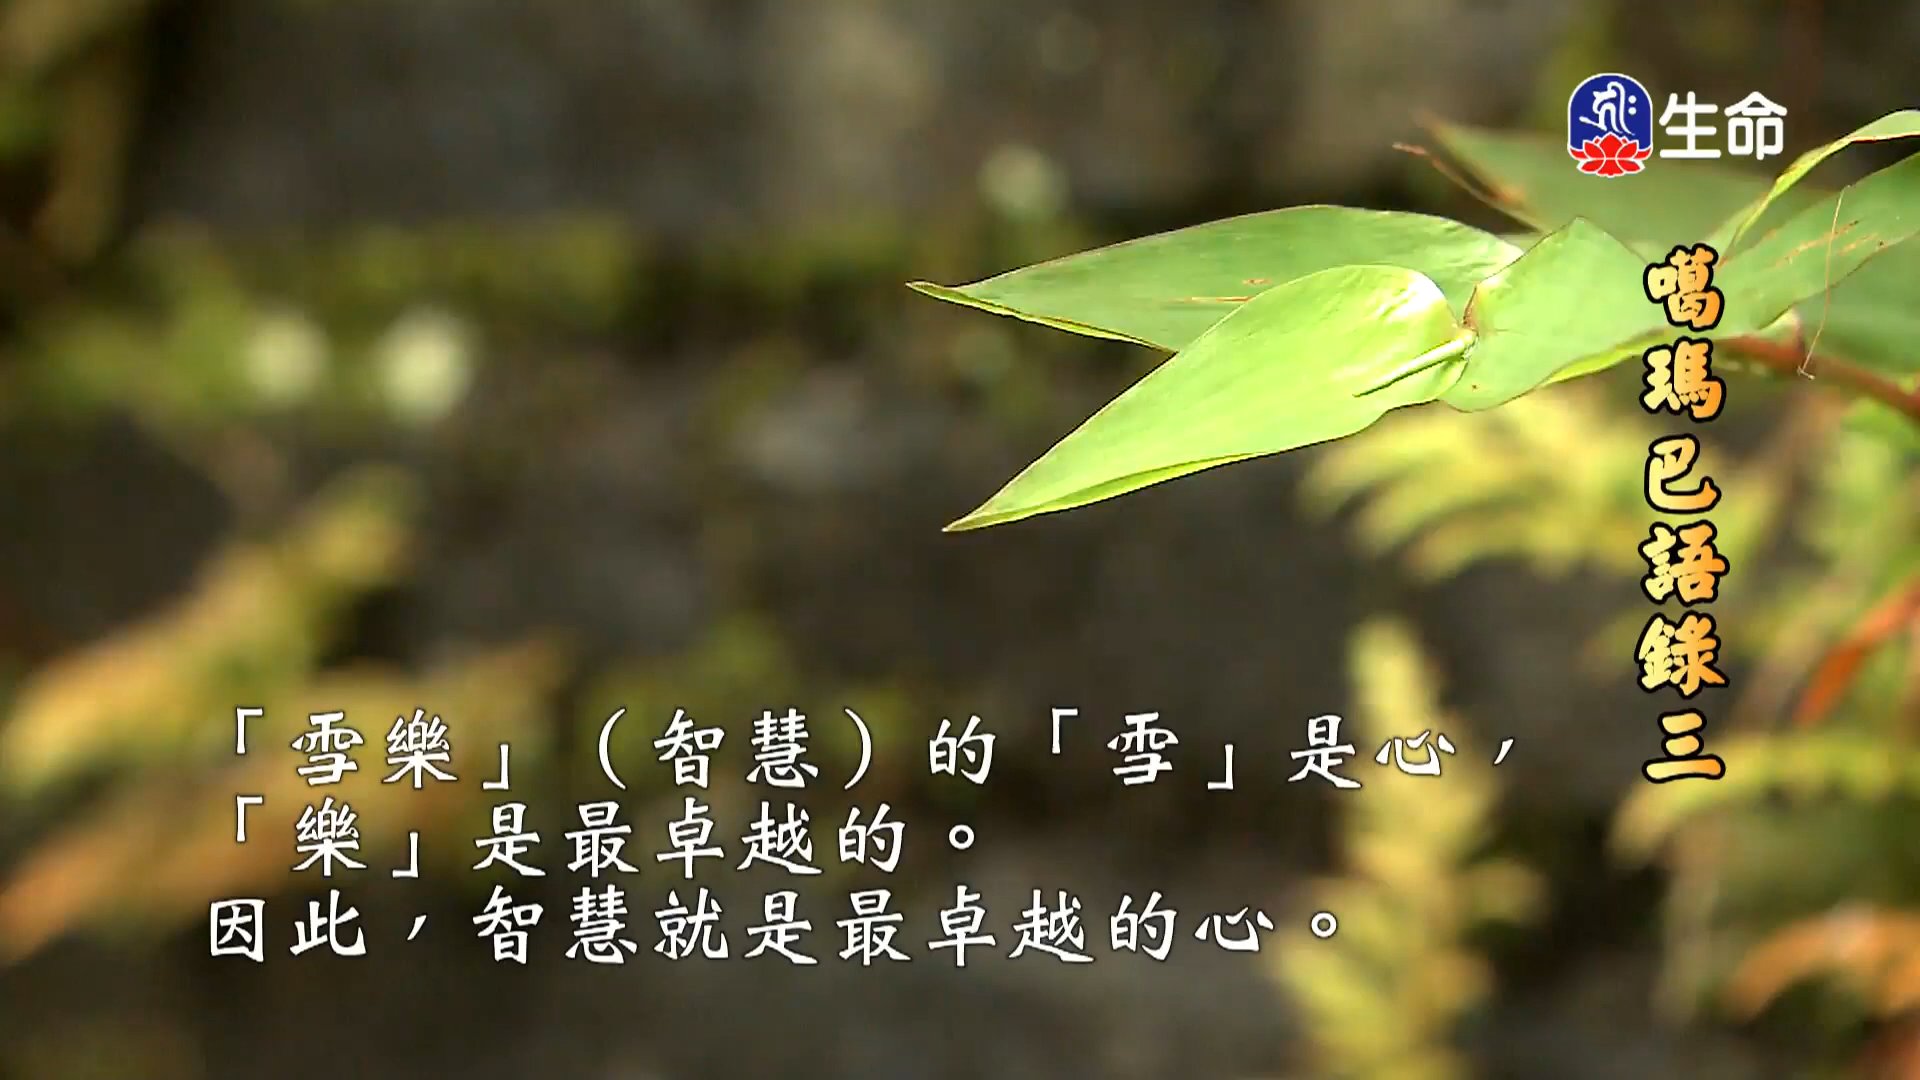 生命
噶瑪巴語錄三
「雪樂」（智慧）的「雪」是心，
「樂」是最卓越的。
因此，智慧就是最卓越的心。